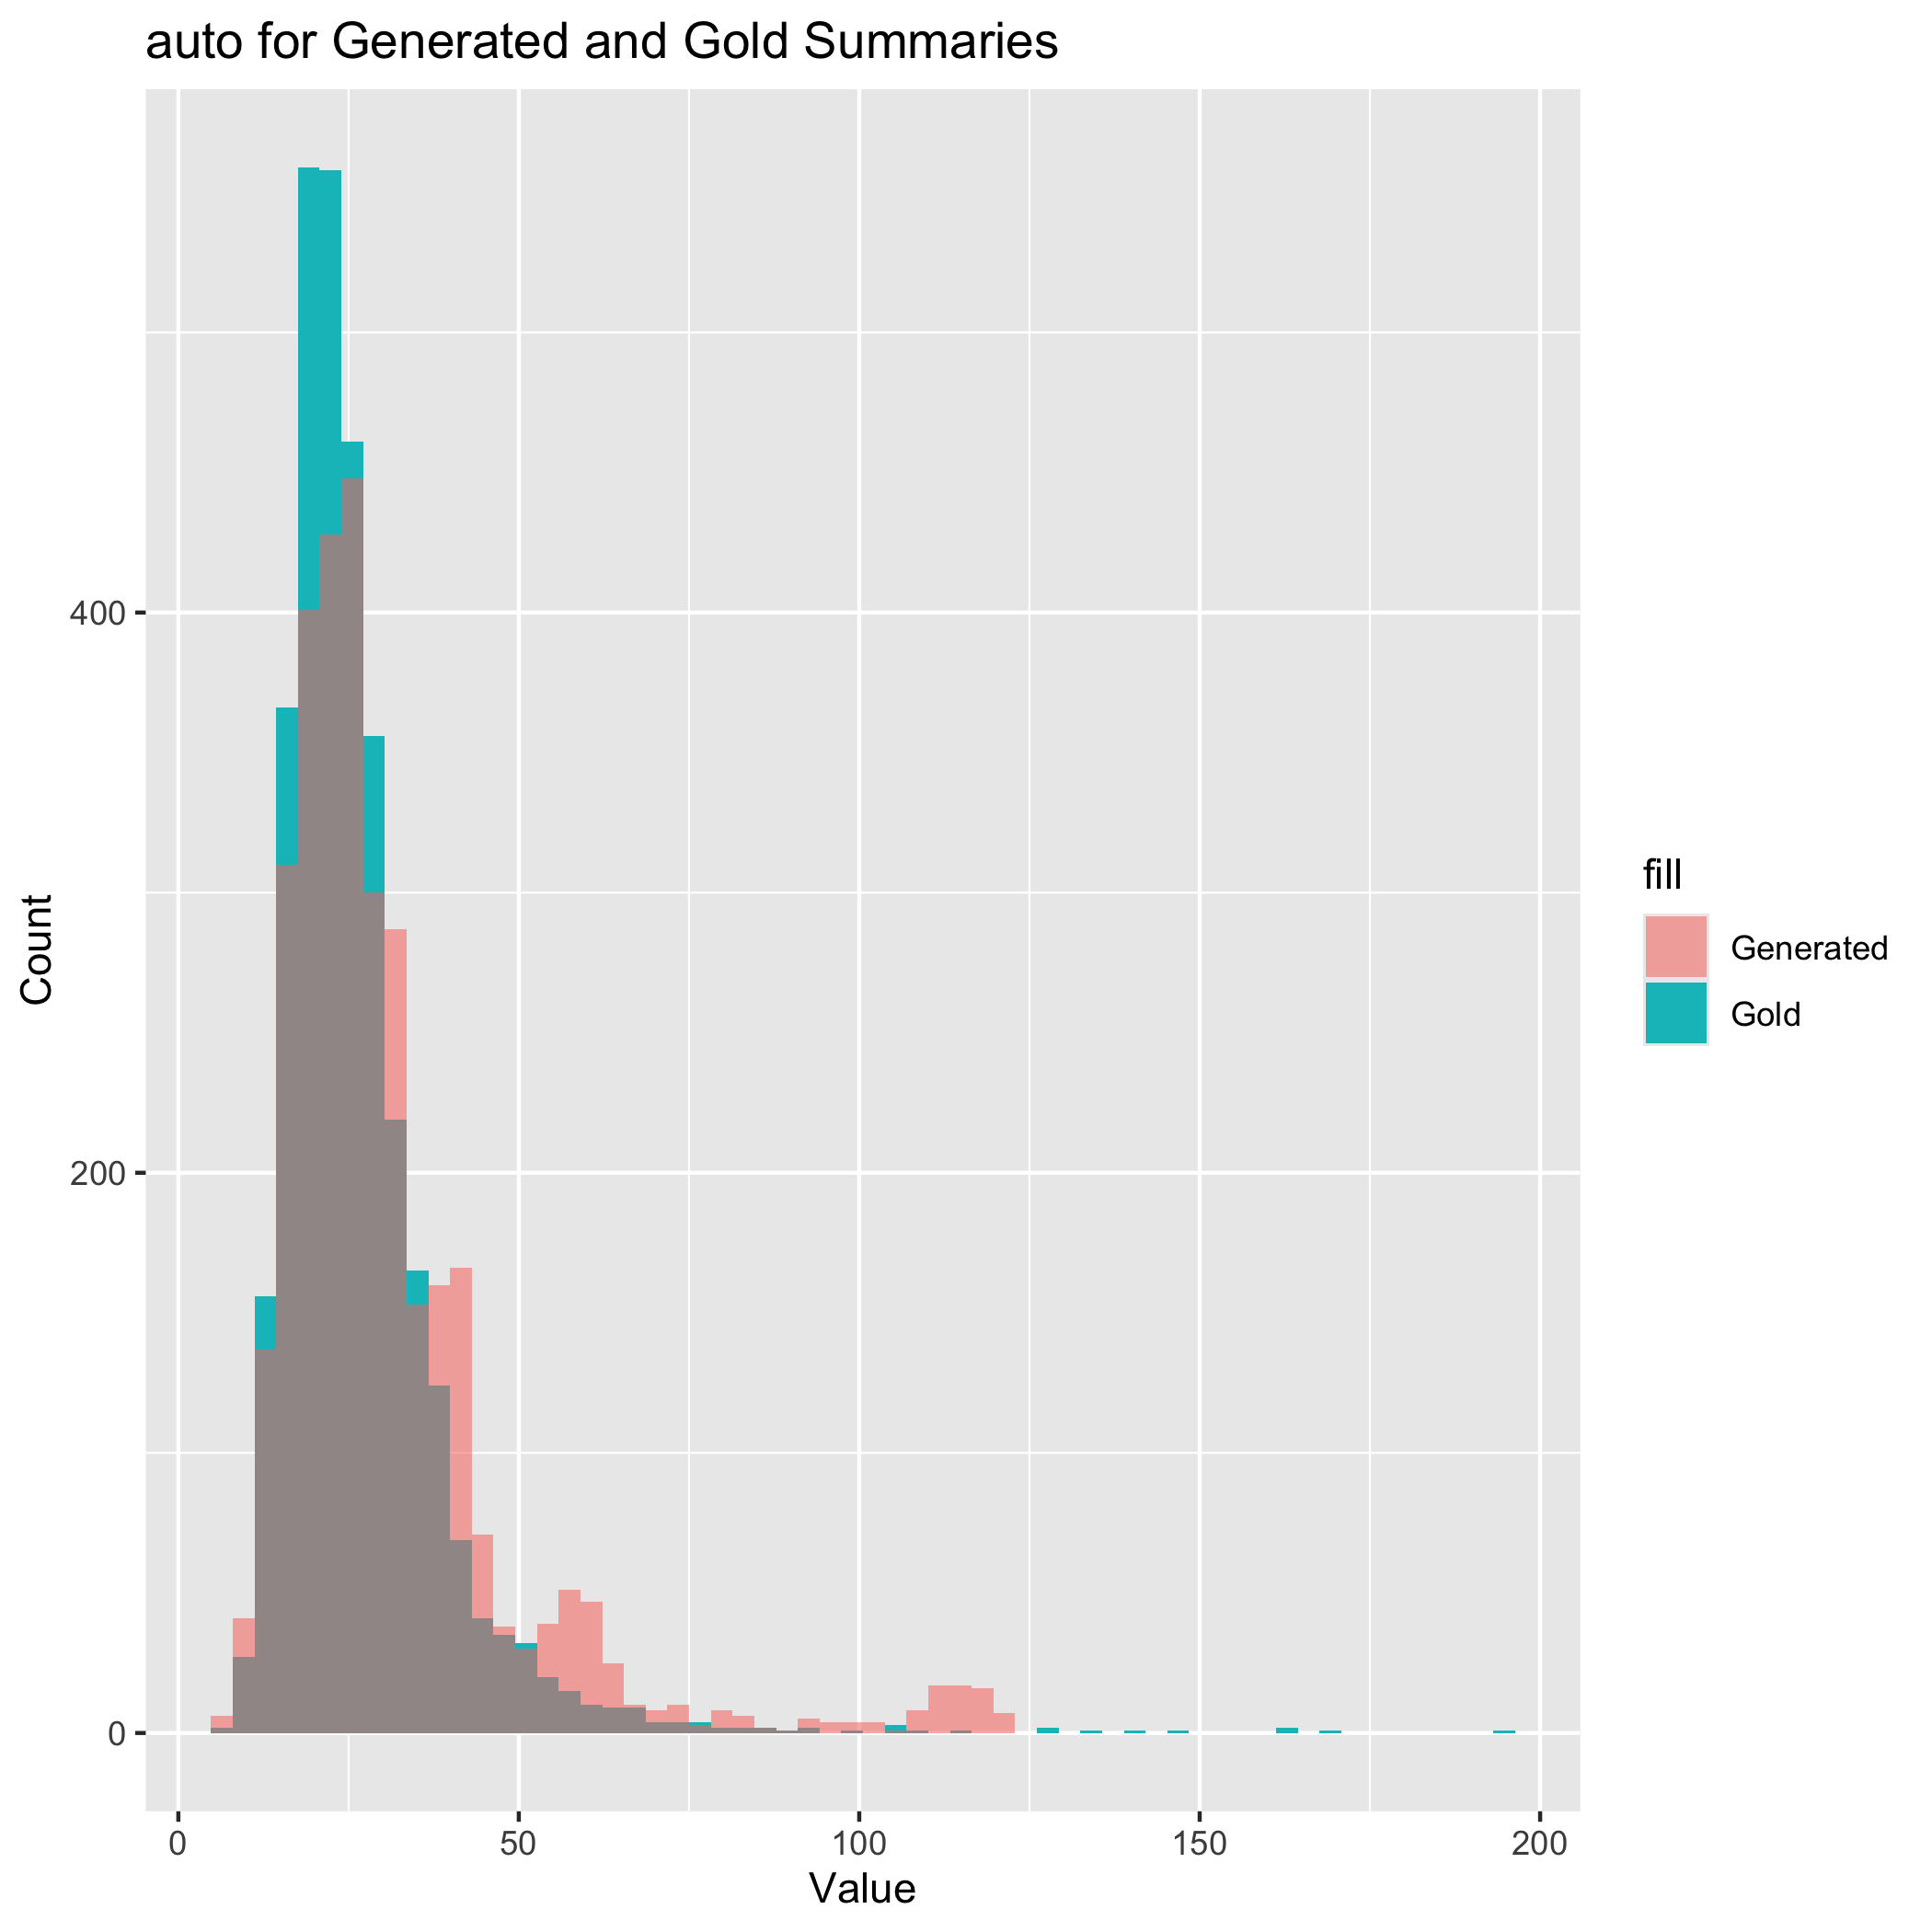 auto for Generated and Gold Summaries
Count
400
200
0
0 50 100 150 200
Value
fill
Generated
Gold